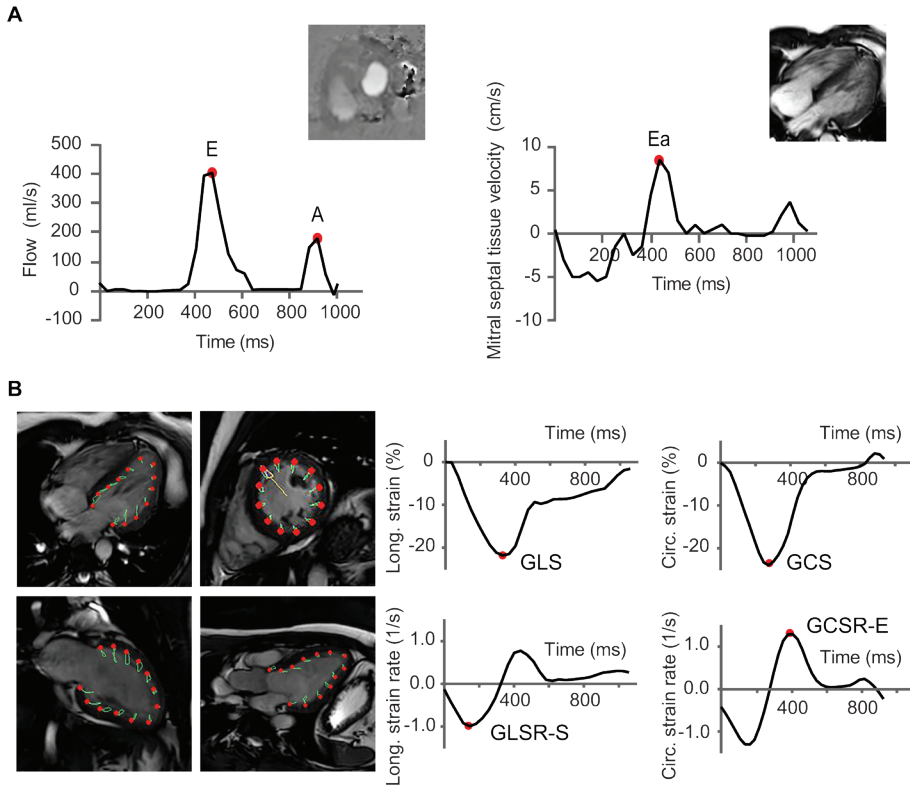 A
Flow (ml/s)
500
400
300
200
100
0
-100
E
A
200 400 600 800 1000
Time (ms)
Mitral septal tissue velocity (cm/s)
10
5
0
-5
-10
Ea
200 400 600 800 1000
Time (ms)
B
Long. strain (%)
0
-10
-20
Time (ms)
400 800
GLS
Circ. strain (%)
0
-10
-20
Time (ms)
400 800
GCS
Long. strain rate (1/s)
1.0
0.0
-1.0
Time (ms)
400 800
GLSR-S
Circ. strain rate (1/s)
1.0
0.0
-1.0
GCSR-E
Time (ms)
400 800